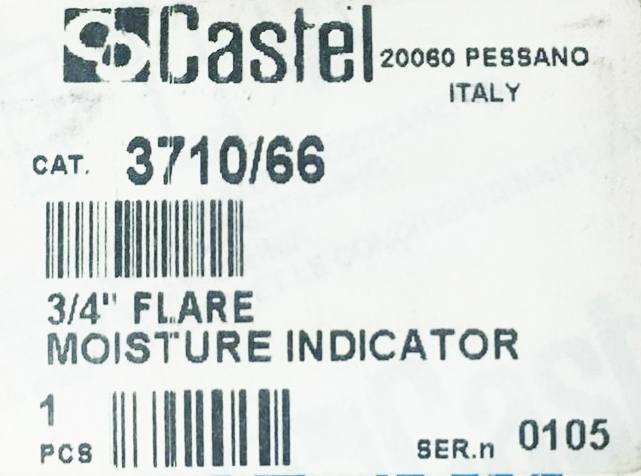 Castel 20060 PESSANO
ITALY
CAT. 3710/66
3/4" FLARE
MOISTURE INDICATOR
1
PCS
SER.n 0105